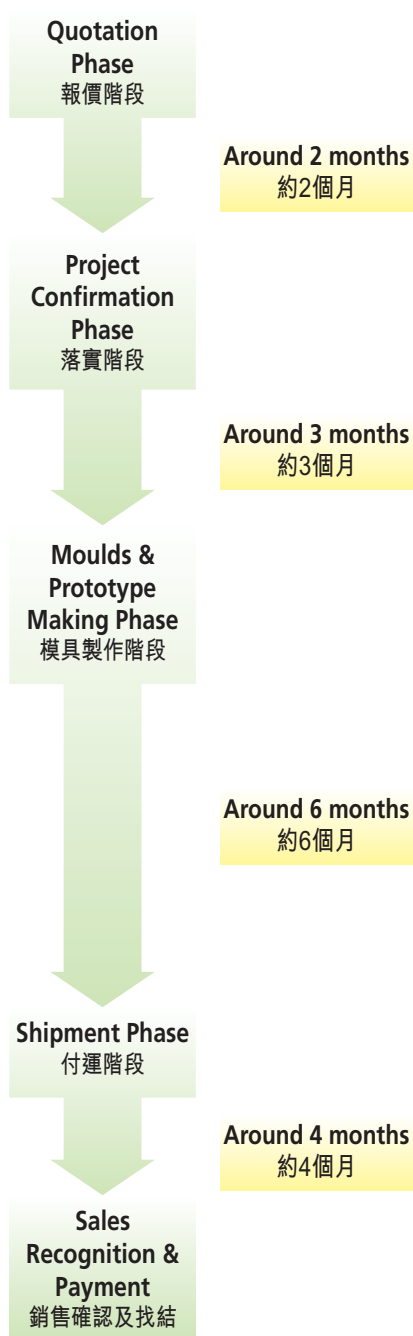 Quotation
Phase
報價階段
Around 2 months
約2個月
Project
Confirmation
Phase
落實階段
Around 3 months
約3個月
Moulds &
Prototype
Making Phase
模具製作階段
Around 6 months
約6個月
Shipment Phase
付運階段
Around 4 months
約4個月
Sales
Recognition &
Payment
銷售確認及找結